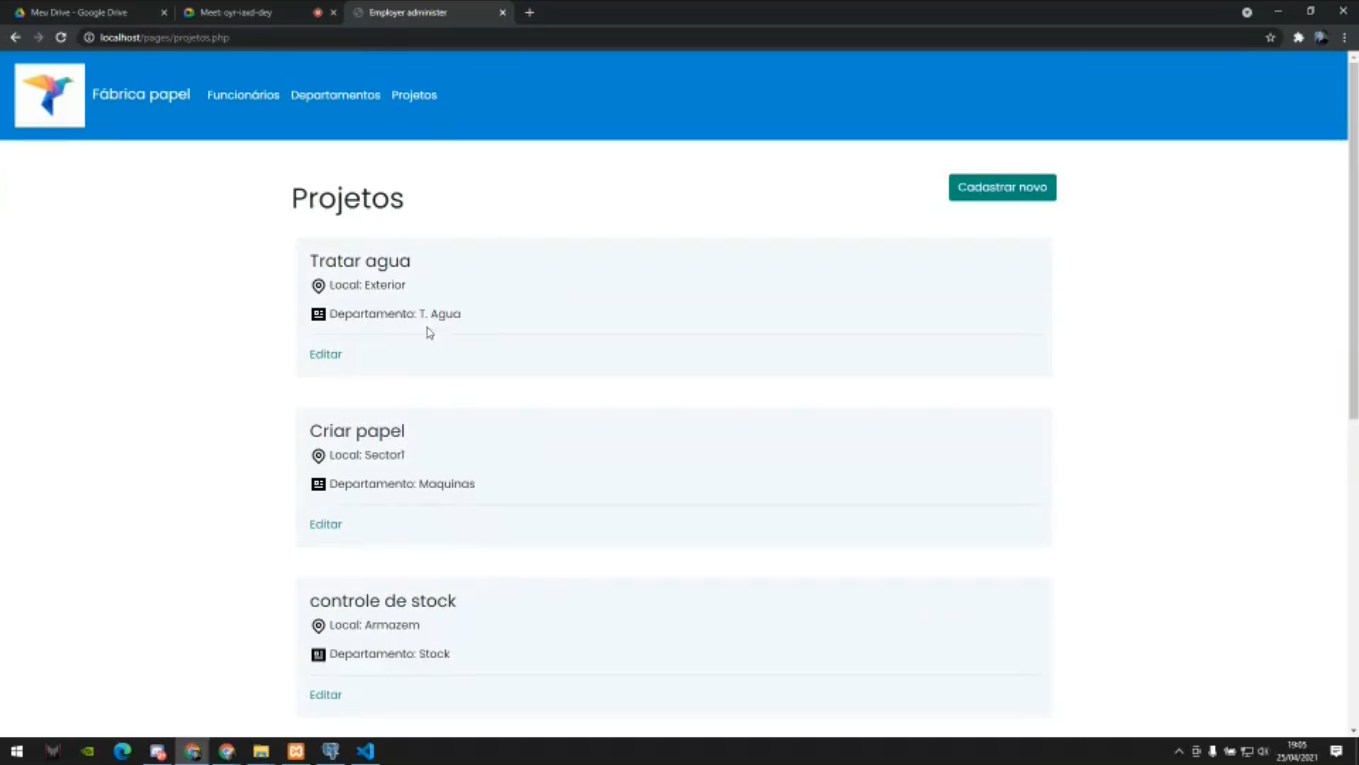 Meu Drive - Google Drive
Meet: oyr-iaxd-dey
Employer administer
localhost/pages/projetos.php
Fábrica papel
Funcionários Departamentos Projetos
Projetos
Cadastrar novo
Tratar agua
Local: Exterior
Departamento: T. Agua
Editar
Criar papel
Local: Sector1
Departamento: Maquinas
Editar
controle de stock
Local: Armazem
Departamento: Stock
Editar
19:05
25/04/2021